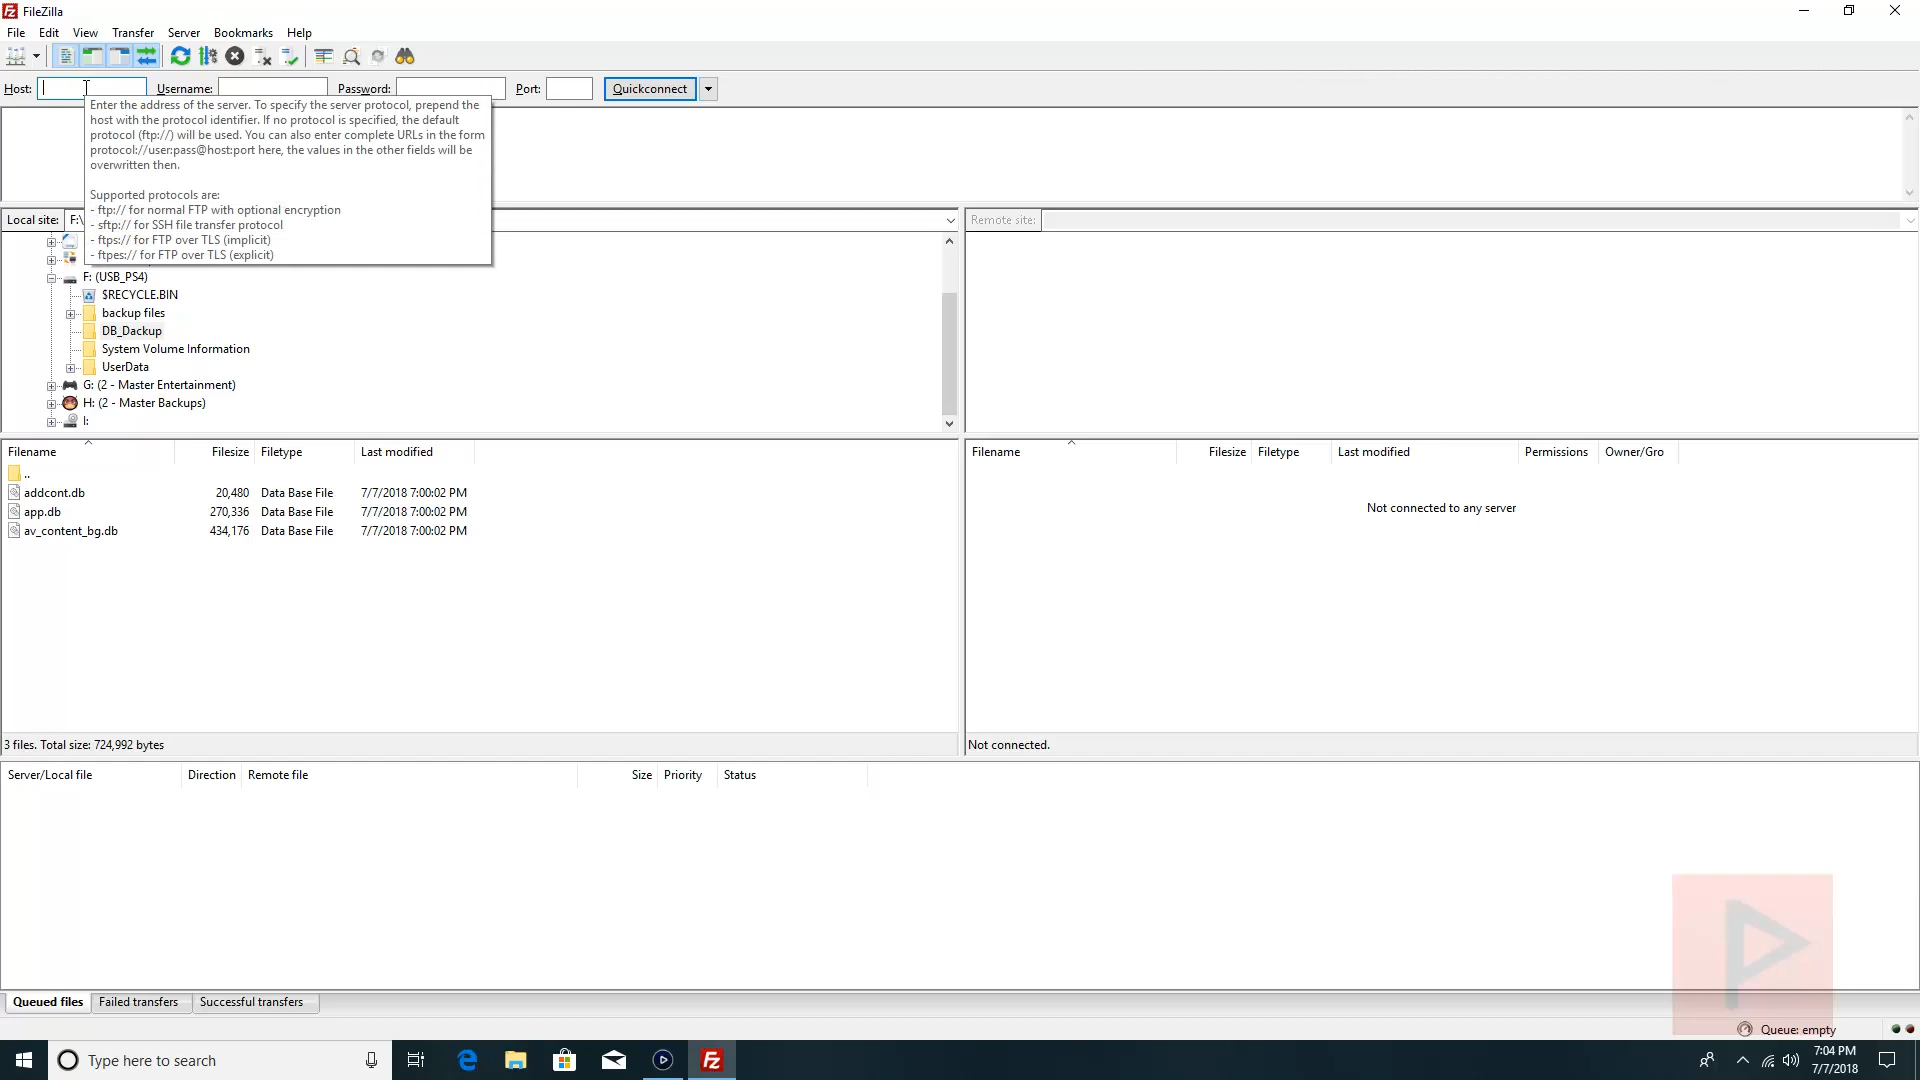 FileZilla
File Edit View Transfer Server Bookmarks Help
Host: Username: Password: Port: Quickconnect
Enter the address of the server. To specify the server protocol, prepend the
host with the protocol identifier. If no protocol is specified, the default
protocol (ftp://) will be used. You can also enter complete URLs in the form
protocol://user:pass@host:port here, the values in the other fields will be
overwritten then.
Supported protocols are:
- ftp:// for normal FTP with optional encryption
- sftp:// for SSH file transfer protocol
- ftps:// for FTP over TLS (implicit)
- ftpes:// for FTP over TLS (explicit)
Local site: F:\
Remote site:
F: (USB_PS4)
$RECYCLE.BIN
backup files
DB_Dackup
System Volume Information
UserData
G: (2 - Master Entertainment)
H: (2 - Master Backups)
I:
Filename Filesize Filetype Last modified
..
addcont.db 20,480 Data Base File 7/7/2018 7:00:02 PM
app.db 270,336 Data Base File 7/7/2018 7:00:02 PM
av_content_bg.db 434,176 Data Base File 7/7/2018 7:00:02 PM
3 files. Total size: 724,992 bytes
Filename Filesize Filetype Last modified Permissions Owner/Gro
Not connected to any server
Not connected.
Server/Local file Direction Remote file Size Priority Status
Queued files Failed transfers Successful transfers
Queue: empty
Type here to search
7:04 PM
7/7/2018